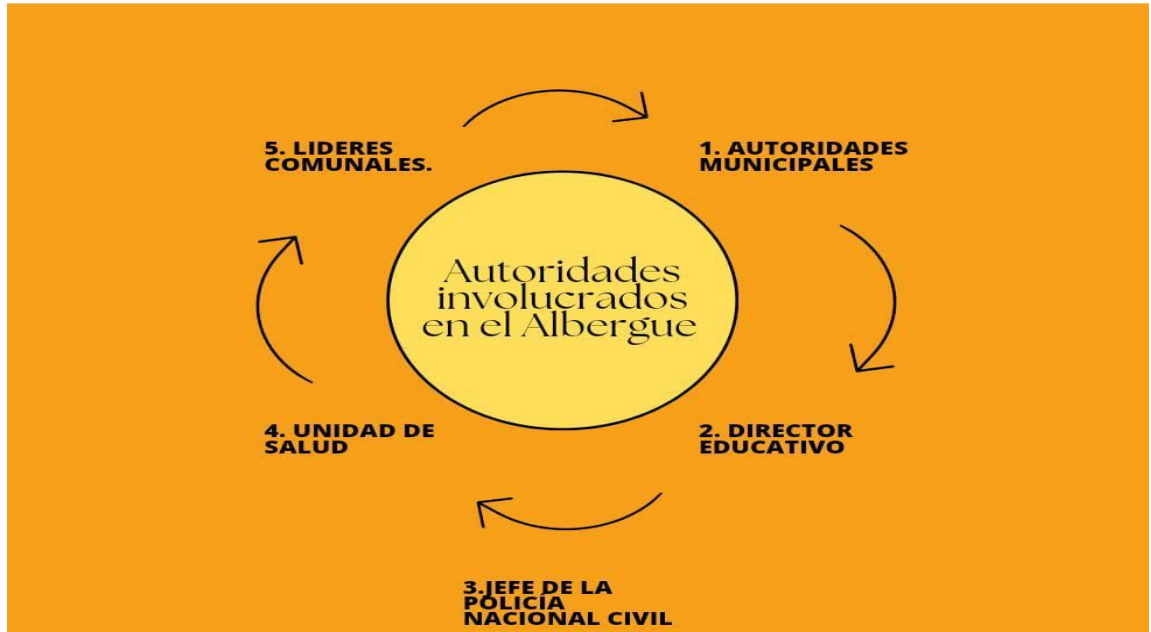 5. LIDERES
COMUNALES.
1. AUTORIDADES
MUNICIPALES
Autoridades
involucrados
en el Albergue
4. UNIDAD DE
SALUD
2. DIRECTOR
EDUCATIVO
3.JEFE DE LA
POLICÍA
NACIONAL CIVIL